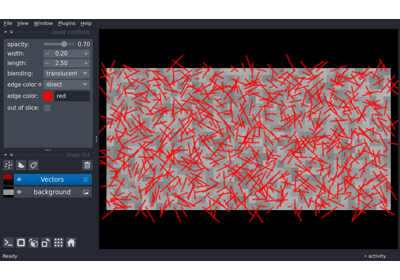 File View Window Plugins Help
layer controls
opacity: 0.70
width: 0.20
length: 2.50
blending: translucent
edge color m direct
edge color: red
out of slice:
layer list
Vectors
background
Ready
activity